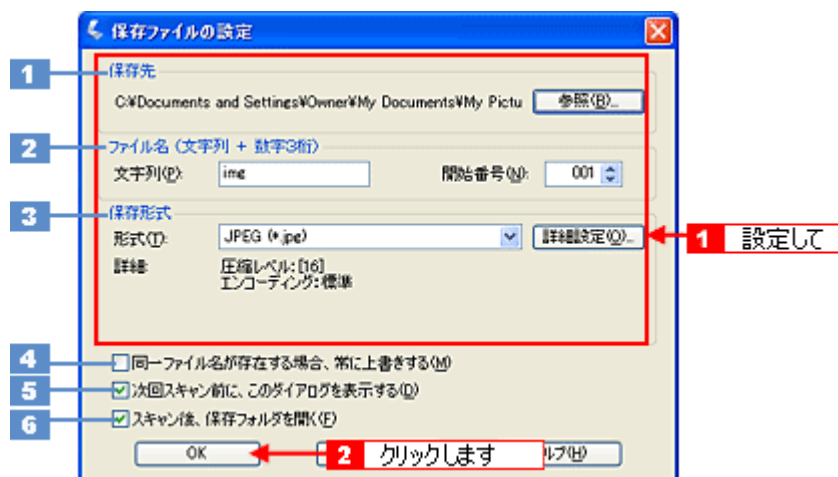 保存ファイルの設定
1
保存先
C:¥Documents and Settings¥Owner¥My Documents¥My Pictu
参照(B)...
2
ファイル名 (文字列 + 数字3桁)
文字列(P):
img
開始番号(N):
001
3
保存形式
形式(T):
JPEG (*.jpg)
詳細設定(O)...
1 設定して
詳細:
圧縮レベル:[16]
エンコーディング:標準
4
同一ファイル名が存在する場合、常に上書きする(M)
5
次回スキャン前に、このダイアログを表示する(D)
6
スキャン後、保存フォルダを開く(F)
OK
2 クリックします
ルプ(H)